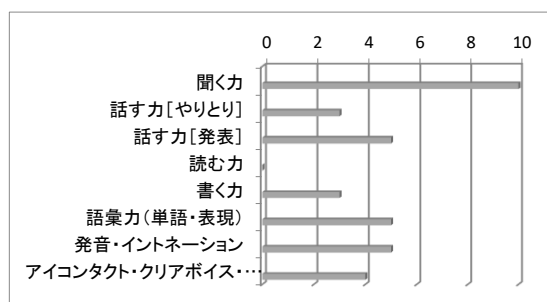 0 2 4 6 8 10
聞く力
話す力[やりとり]
話す力[発表]
読む力
書く力
語彙力(単語・表現)
発音・イントネーション
アイコンタクト・クリアボイス・…